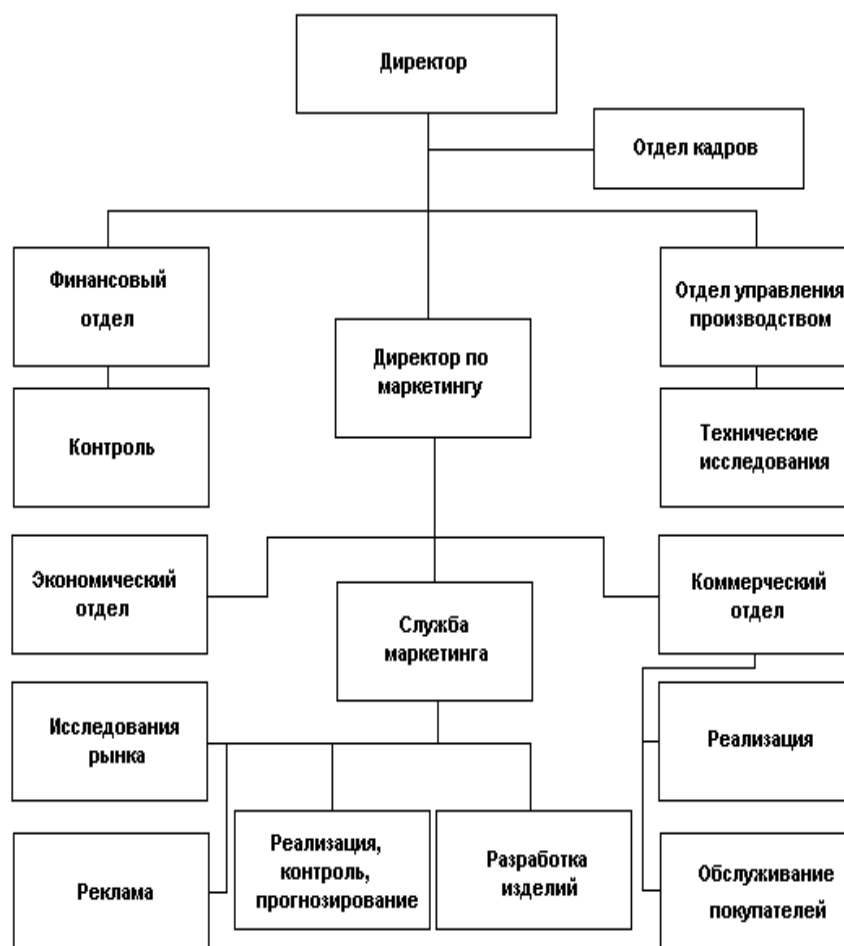 Директор
Отдел кадров
Финансовый
отдел
Отдел управления
производством
Директор по
маркетингу
Контроль
Технические
исследования
Экономический
отдел
Коммерческий
отдел
Служба
маркетинга
Исследования
рынка
Реализация
Реклама
Реализация,
контроль,
прогнозирование
Разработка
изделий
Обслуживание
покупателей